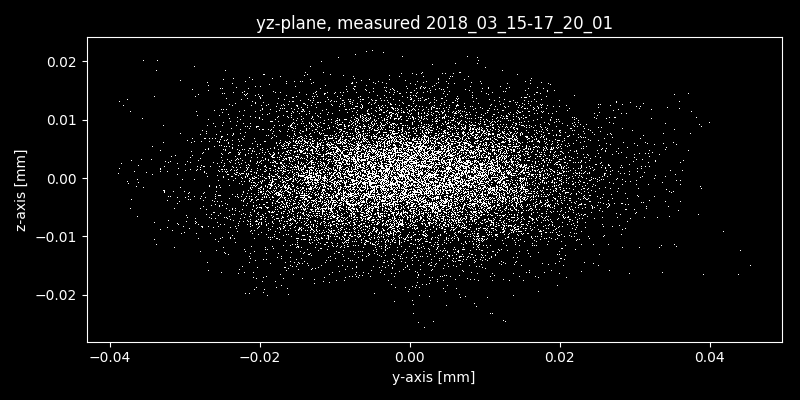 yz-plane, measured 2018_03_15-17_20_01
0.02
0.01
0.00
−0.01
−0.02
z-axis [mm]
−0.04 −0.02 0.00 0.02 0.04
y-axis [mm]